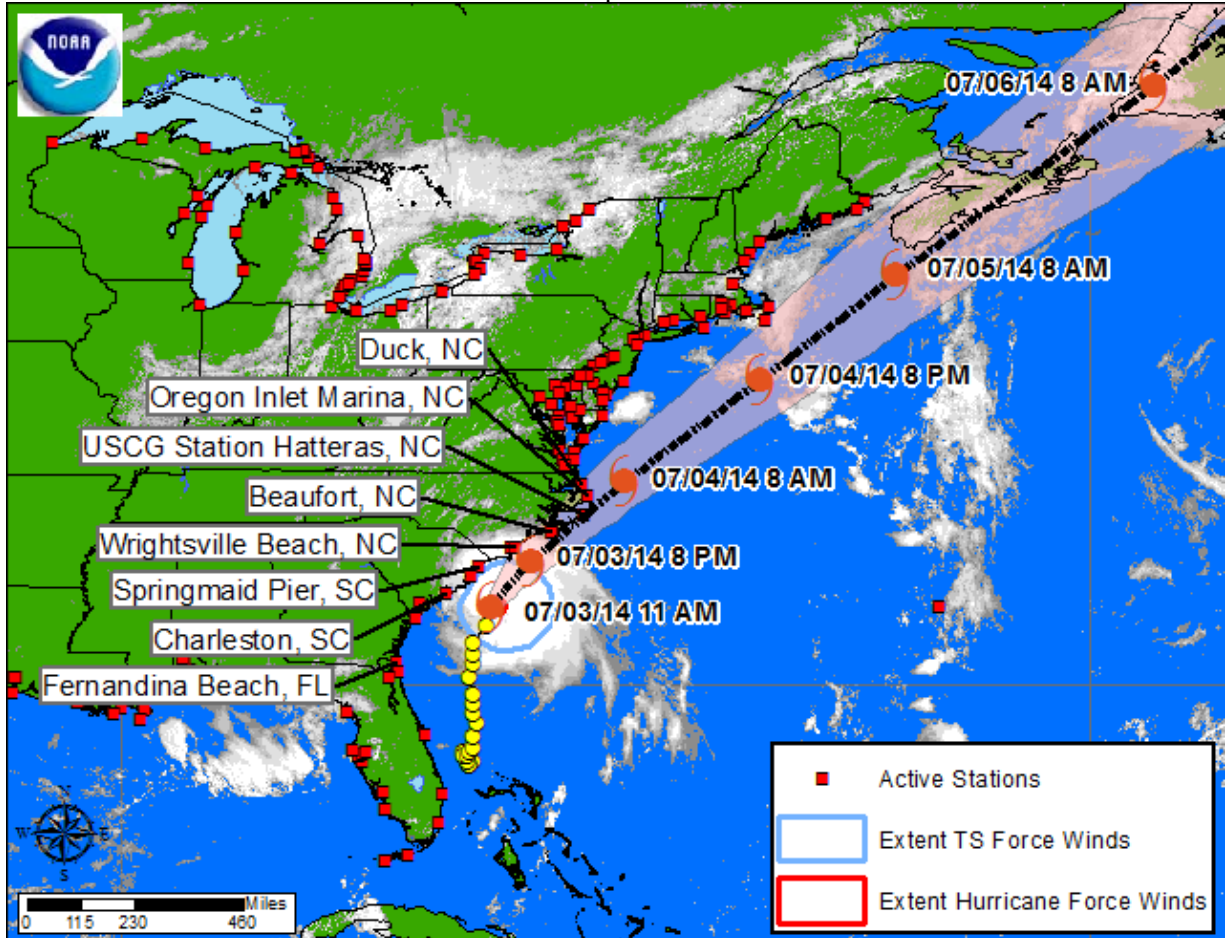 NOAA
07/06/14 8 AM
07/05/14 8 AM
Duck, NC
07/04/14 8 PM
Oregon Inlet Marina, NC
USCG Station Hatteras, NC
07/04/14 8 AM
Beaufort, NC
Wrightsville Beach, NC
07/03/14 8 PM
Springmaid Pier, SC
07/03/14 11 AM
Charleston, SC
Fernandina Beach, FL
Active Stations
Extent TS Force Winds
Extent Hurricane Force Winds
N
W E
S
Miles
0 115 230 460